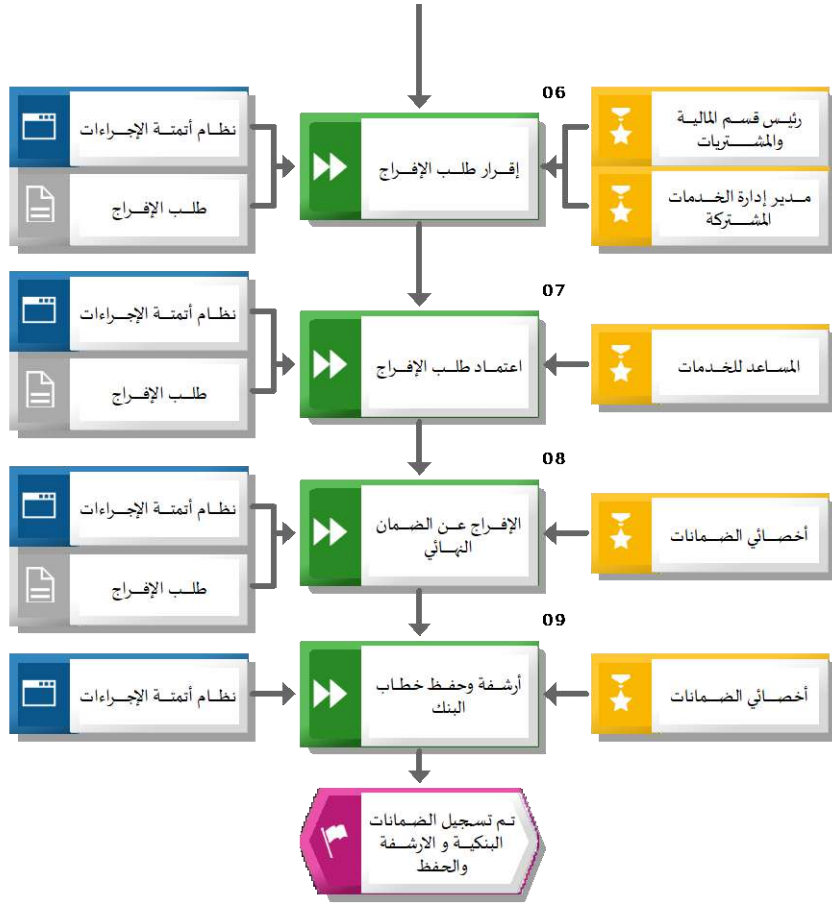 06
رئيس قسم المالية
والمشتريات
مدير إدارة الخدمات
المشتركة
إقرار طلب الإفراج
نظام أتمتة الإجراءات
طلب الإفراج
07
المساعد للخدمات
اعتماد طلب الإفراج
نظام أتمتة الإجراءات
طلب الإفراج
08
أخصائي الضمانات
الإفراج عن الضمان
النهائي
نظام أتمتة الإجراءات
طلب الإفراج
09
أخصائي الضمانات
أرشفة وحفظ خطاب
البنك
نظام أتمتة الإجراءات
تم تسجيل الضمانات
البنكية و الارشفة
والحفظ